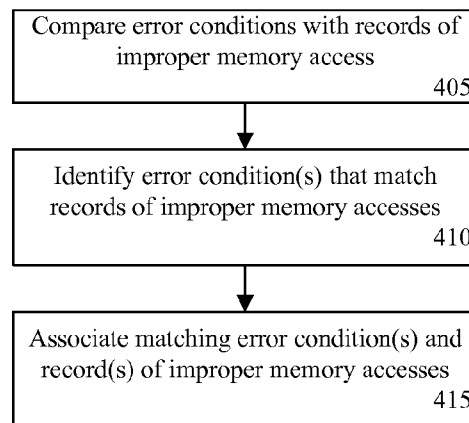 Compare error conditions with records of
improper memory access
405
Identify error condition(s) that match
records of improper memory accesses
410
Associate matching error condition(s) and
record(s) of improper memory accesses
415